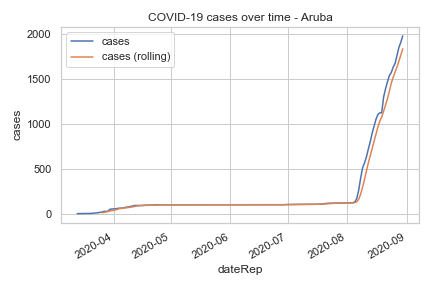 COVID-19 cases over time - Aruba
cases
cases (rolling)
2000
1500
1000
500
0
cases
2020-04
2020-05
2020-06
2020-07
2020-08
2020-09
dateRep